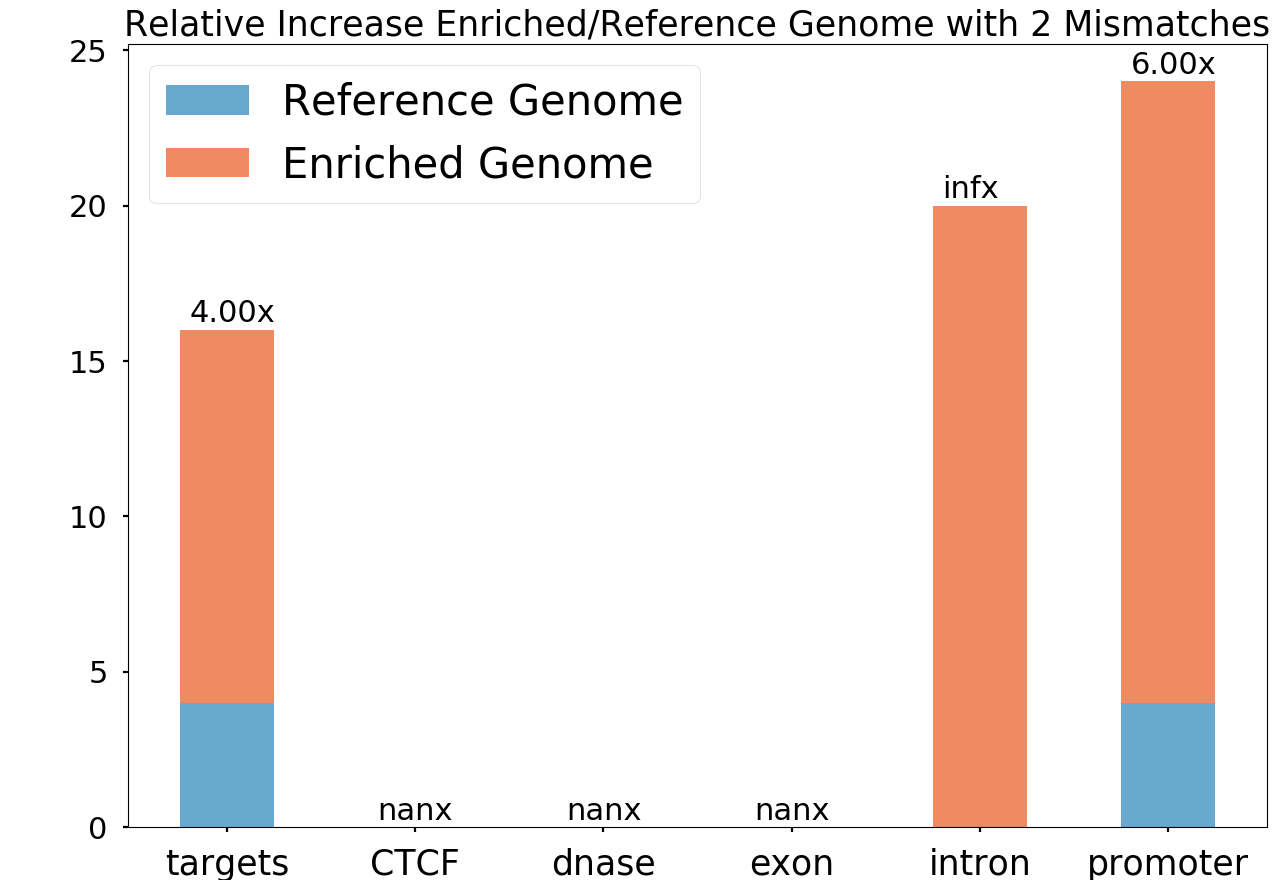 Relative Increase Enriched/Reference Genome with 2 Mismatches
25
20
15
10
5
0
Reference Genome
Enriched Genome
4.00x
nanx
nanx
nanx
infx
6.00x
targets
CTCF
dnase
exon
intron
promoter